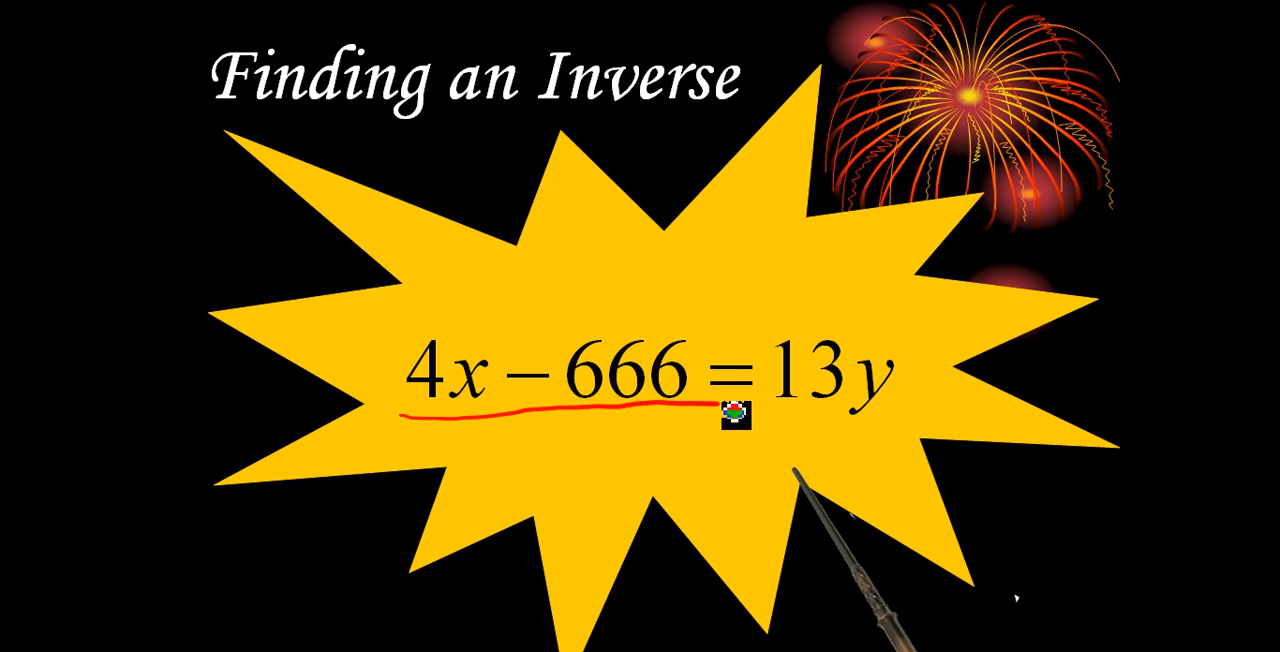 Finding an Inverse
4x – 666 = 13y